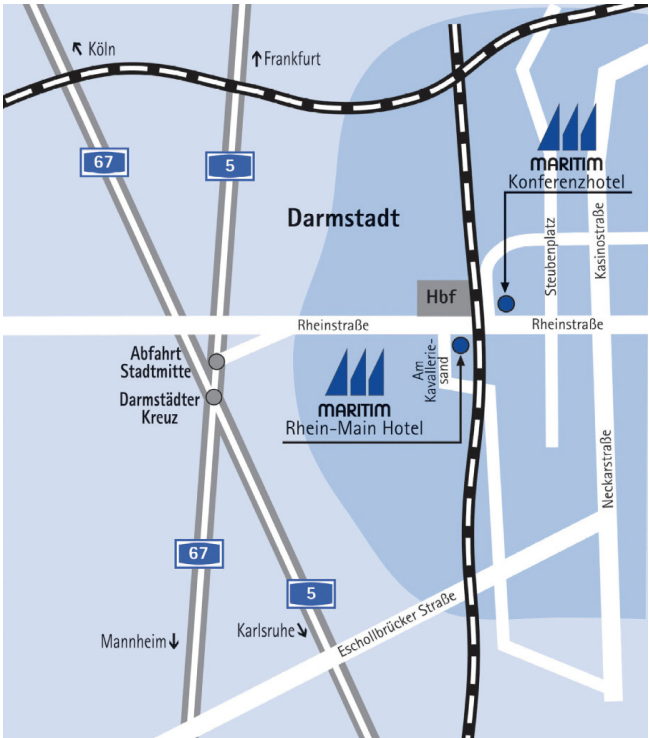 Köln
Frankfurt
67
5
MARITIM
Konferenzhotel
Darmstadt
Steubenplatz
Kasinostraße
Hbf
Rheinstraße
Rheinstraße
Abfahrt
Stadtmitte
Am
Kavallerie-
sand
MARITIM
Rhein-Main Hotel
Darmstädter
Kreuz
Neckarstraße
67
5
Eschollbrücker Straße
Mannheim
Karlsruhe